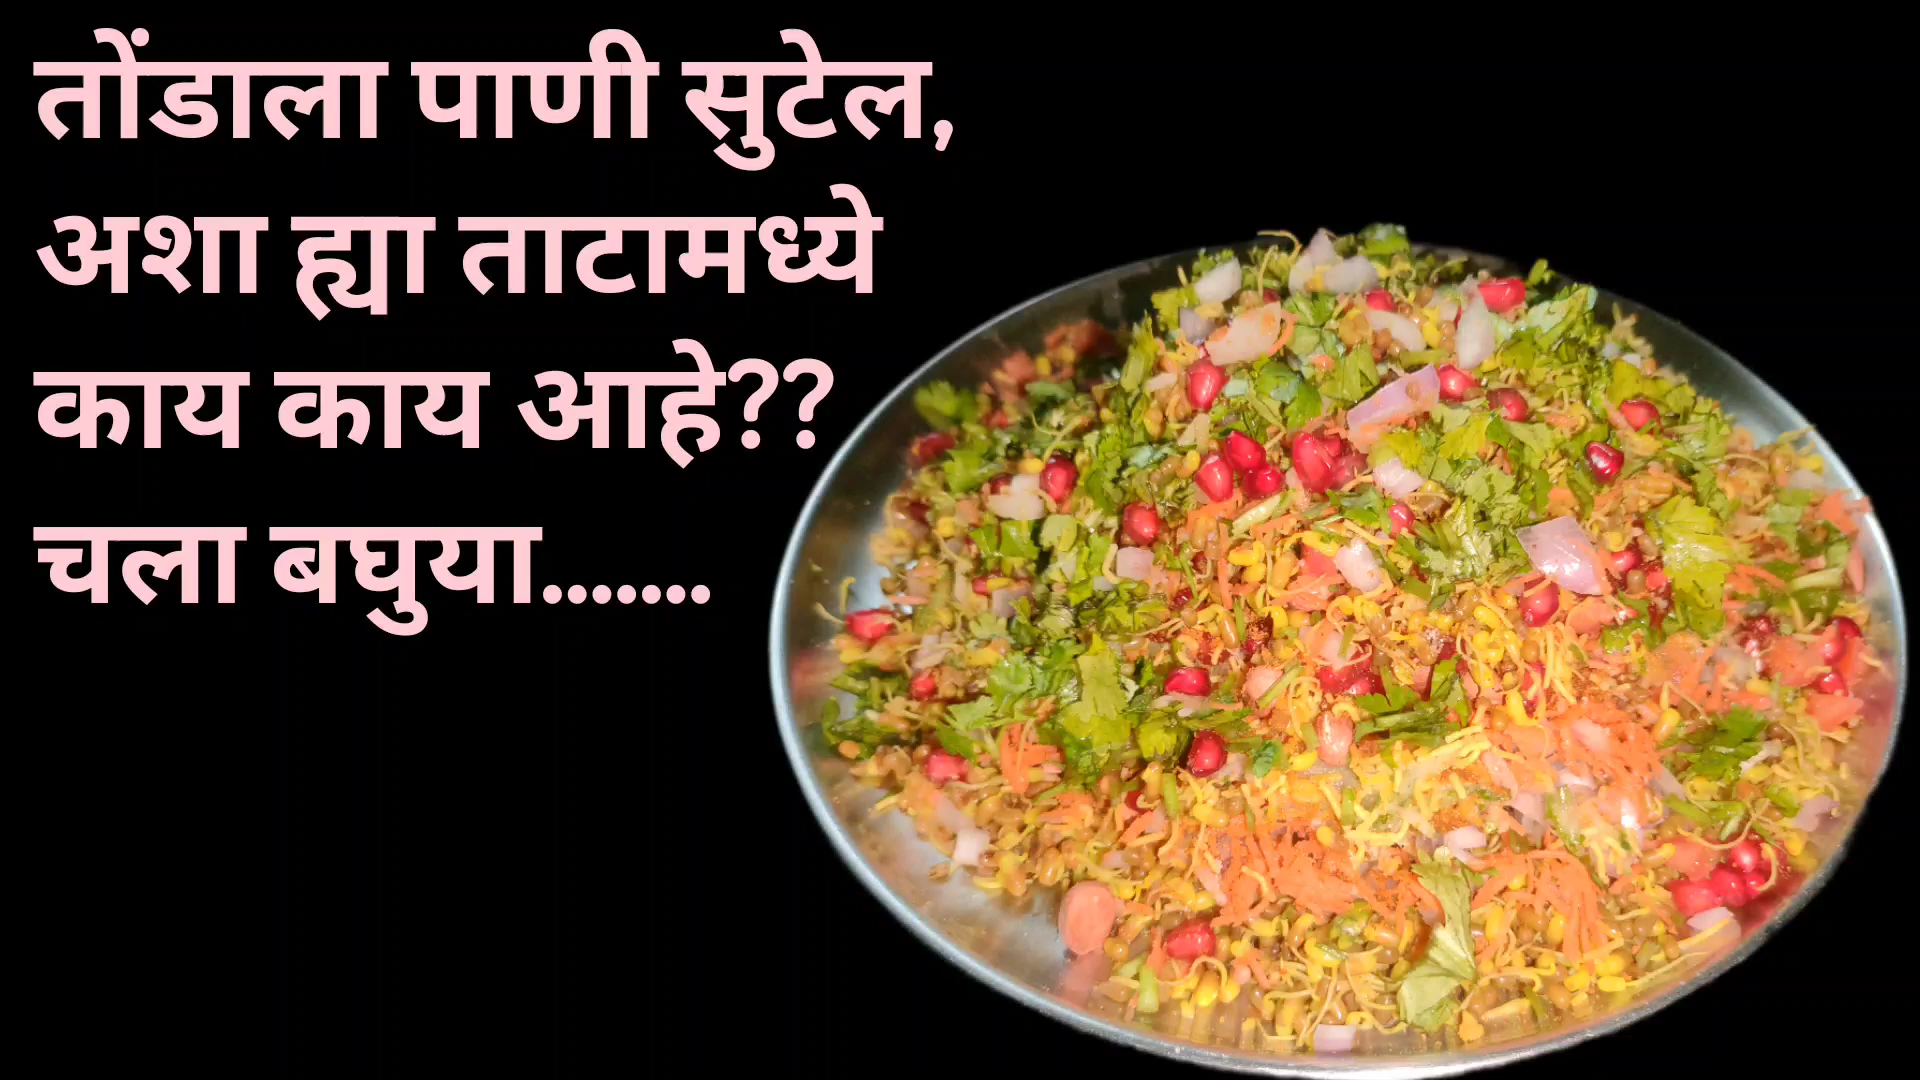 तोंडाला पाणी सुटेल,
अशा ह्या ताटामध्ये
काय काय आहे??
चला बघुया.......